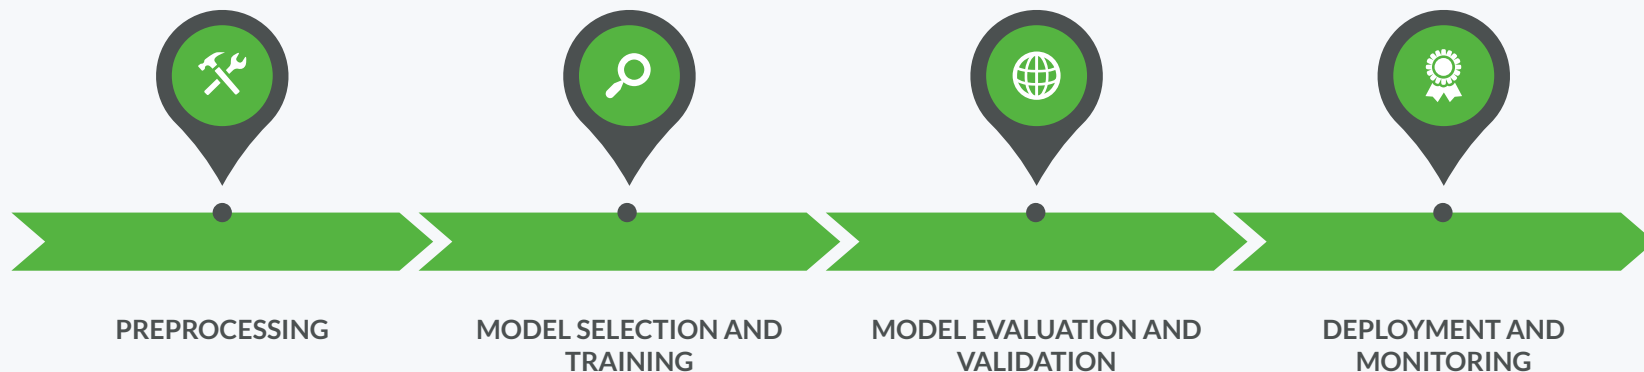 PREPROCESSING
MODEL SELECTION AND
TRAINING
MODEL EVALUATION AND
VALIDATION
DEPLOYMENT AND
MONITORING